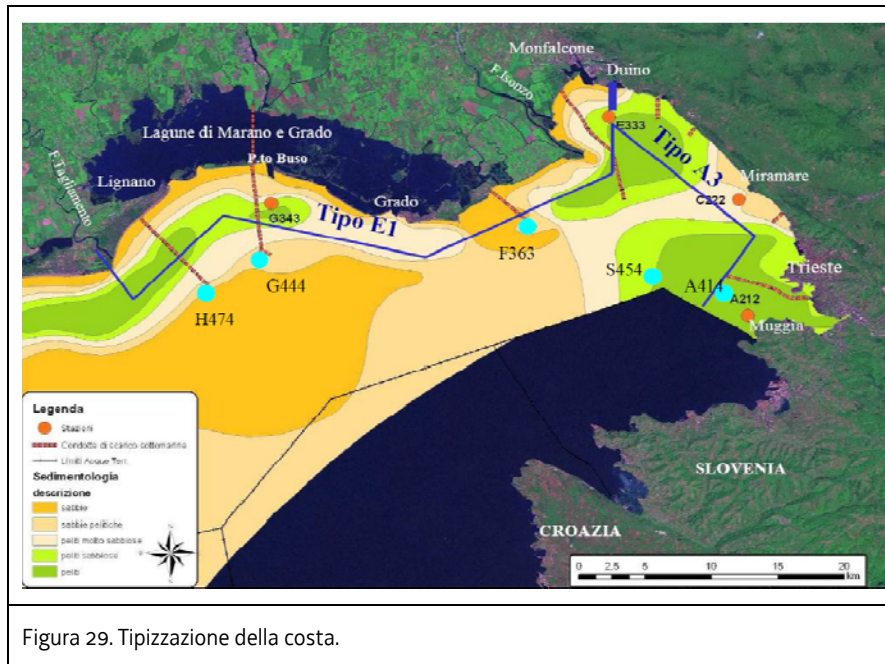 Monfalcone
Duino
F.Isonzo
E333
Lagune di Marano e Grado
P.to Buso
Lignano
F.Tagliamento
Tipo A3
Miramare
C222
Grado
Tipo E1
G343
F363
G444
H474
S454
A414
A212
Trieste
Muggia
SLOVENIA
CROAZIA
Legenda
Stazioni
Condotte di scarico sottomarina
Limiti Acque Terr.
Sedimentologia
descrizione
sabbie
sabbie pelitiche
peliti molto sabbiose
peliti sabbiose
peliti
N
0 2.5 5 10 15 20
km
Figura 29. Tipizzazione della costa.